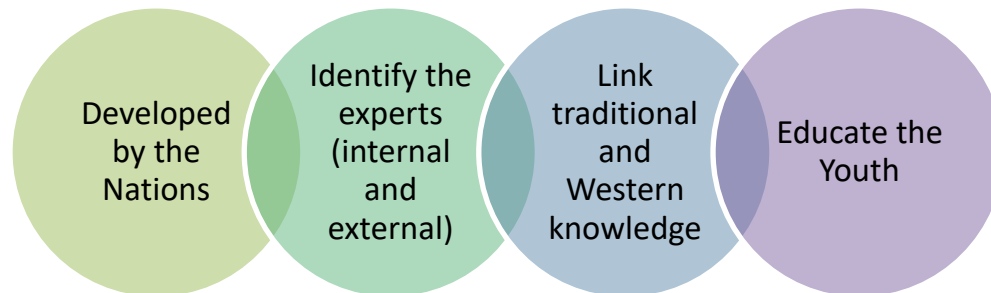 Developed
by the
Nations
Identify the
experts
(internal
and
external)
Link
traditional
and
Western
knowledge
Educate the
Youth